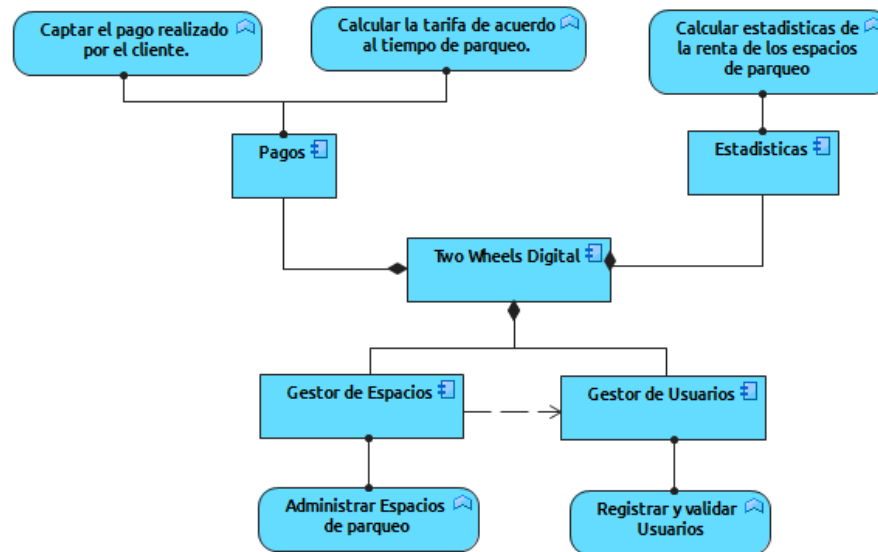 Captar el pago realizado
por el cliente.
Calcular la tarifa de acuerdo
al tiempo de parqueo.
Calcular estadisticas de
la renta de los espacios
de parqueo
Pagos
Estadisticas
Two Wheels Digital
Gestor de Espacios
Gestor de Usuarios
Administrar Espacios
de parqueo
Registrar y validar
Usuarios